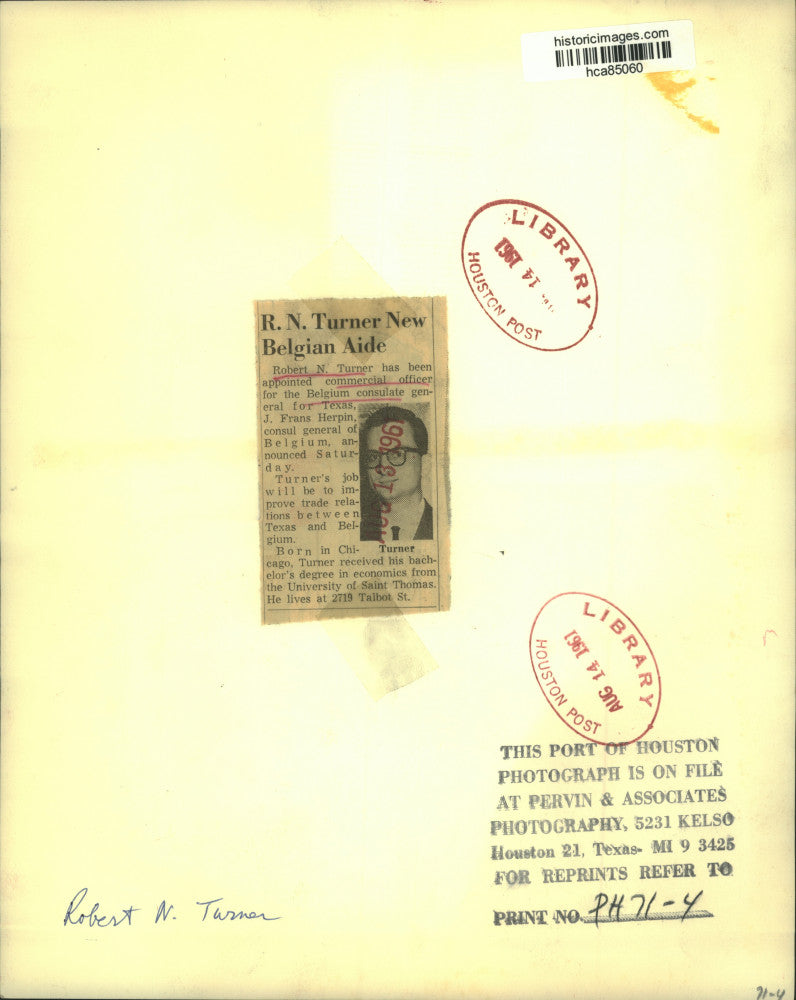 historicimages.com
hca85060
LIBRARY
14 1961
HOUSTON POST
R. N. Turner New
Belgian Aide
Robert N. Turner has been
appointed commercial officer
for the Belgium consulate gen-
eral for Texas,
J. Frans Herpin,
consul general of
Belgium, an-
nounced Satur-
day.
Turner's job
will be to im-
prove trade rela-
tions between
Texas and Bel-
gium.
Born in Chi-
Turner
cago, Turner received his bach-
elor's degree in economics from
the University of Saint Thomas.
He lives at 2719 Talbot St.
LIBRARY
AUG 14 1961
HOUSTON POST
THIS PORT OF HOUSTON
PHOTOGRAPH IS ON FILE
AT PERVIN & ASSOCIATES
PHOTOGRAPHY, 5231 KELSO
Houston 21, Texas- MI 9 3425
FOR REPRINTS REFER TO
PRINT NO. PH71-4
Robert N. Turner
71-4